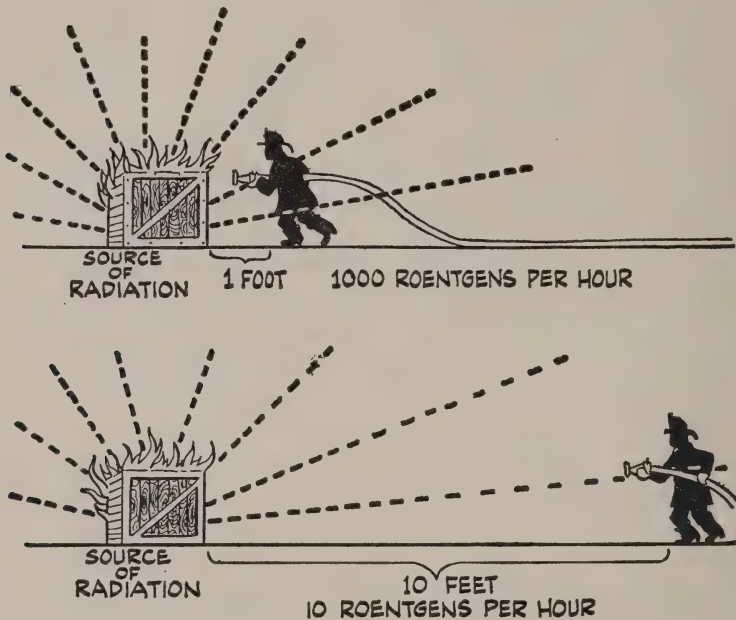 SOURCE
OF
RADIATION
1 FOOT 1000 ROENTGENS PER HOUR
SOURCE
OF
RADIATION
10 FEET
10 ROENTGENS PER HOUR